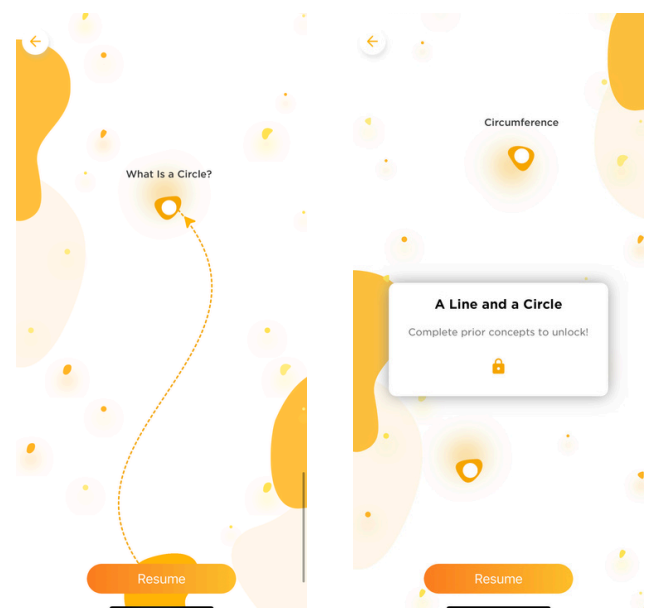 What Is a Circle?
Resume
Circumference
A Line and a Circle
Complete prior concepts to unlock!
Resume